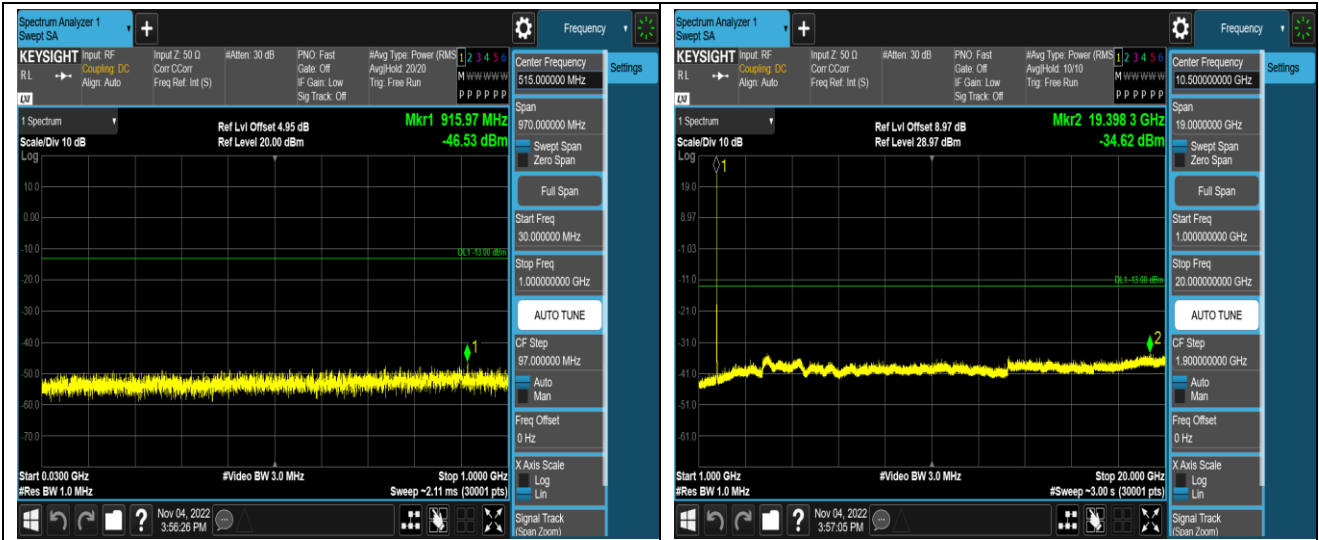 Spectrum Analyzer 1
Swept SA
+
Frequency
KEYSIGHT
RL
LXI
Input: RF
Coupling: DC
Align: Auto
Input Z: 50 Ω
Corr CCorr
Freq Ref: Int (S)
#Atten: 30 dB
PNO: Fast
Gate: Off
IF Gain: Low
Sig Track: Off
#Avg Type: Power (RMS
Avg|Hold: 20/20
Trig: Free Run
1 2 3 4 5 6
M W W W W W
P P P P P P
Center Frequency
515.000000 MHz
Settings
Span
970.000000 MHz
Swept Span
Zero Span
Full Span
Start Freq
30.000000 MHz
Stop Freq
1.000000000 GHz
AUTO TUNE
CF Step
97.000000 MHz
Auto
Man
Freq Offset
0 Hz
X Axis Scale
Log
Lin
Signal Track
(Span Zoom)
1 Spectrum
Scale/Div 10 dB
Log
Ref Lvl Offset 4.95 dB
Ref Level 20.00 dBm
Mkr1 915.97 MHz
-46.53 dBm
10.0
0.00
-10.0
DL1 -13.00 dBm
-20.0
-30.0
-40.0
1
-50.0
-60.0
-70.0
Start 0.0300 GHz
#Res BW 1.0 MHz
#Video BW 3.0 MHz
Stop 1.0000 GHz
Sweep ~2.11 ms (30001 pts)
?
Nov 04, 2022
3:56:26 PM
Spectrum Analyzer 1
Swept SA
+
Frequency
KEYSIGHT
RL
LXI
Input: RF
Coupling: DC
Align: Auto
Input Z: 50 Ω
Corr CCorr
Freq Ref: Int (S)
#Atten: 30 dB
PNO: Fast
Gate: Off
IF Gain: Low
Sig Track: Off
#Avg Type: Power (RMS
Avg|Hold: 10/10
Trig: Free Run
1 2 3 4 5 6
M W W W W W
P P P P P P
Center Frequency
10.500000000 GHz
Settings
Span
19.0000000 GHz
Swept Span
Zero Span
Full Span
Start Freq
1.000000000 GHz
Stop Freq
20.000000000 GHz
AUTO TUNE
CF Step
1.900000000 GHz
Auto
Man
Freq Offset
0 Hz
X Axis Scale
Log
Lin
Signal Track
(Span Zoom)
1 Spectrum
Scale/Div 10 dB
Log
Ref Lvl Offset 8.97 dB
Ref Level 28.97 dBm
Mkr2 19.398 3 GHz
-34.62 dBm
1
19.0
8.97
-1.03
-11.0
DL1 -13.00 dBm
-21.0
-31.0
2
-41.0
-51.0
-61.0
Start 1.000 GHz
#Res BW 1.0 MHz
#Video BW 3.0 MHz
Stop 20.000 GHz
#Sweep ~3.00 s (30001 pts)
?
Nov 04, 2022
3:57:05 PM